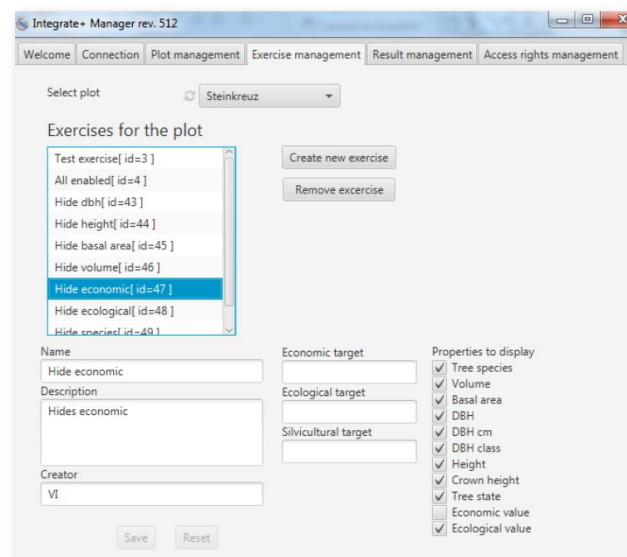 Integrate+ Manager rev. 512
Welcome Connection Plot management Exercise management Result management Access rights management
Select plot Steinkreuz
Exercises for the plot
Test exercise[ id=3 ]
All enabled[ id=4 ]
Hide dbh[ id=43 ]
Hide height[ id=44 ]
Hide basal area[ id=45 ]
Hide volume[ id=46 ]
Hide economic[ id=47 ]
Hide ecological[ id=48 ]
Hide species[ id=49 ]
Create new exercise
Remove excercise
Name
Hide economic
Description
Hides economic
Creator
VI
Save Reset
Economic target
Ecological target
Silvicultural target
Properties to display
Tree species
Volume
Basal area
DBH
DBH cm
DBH class
Height
Crown height
Tree state
Economic value
Ecological value